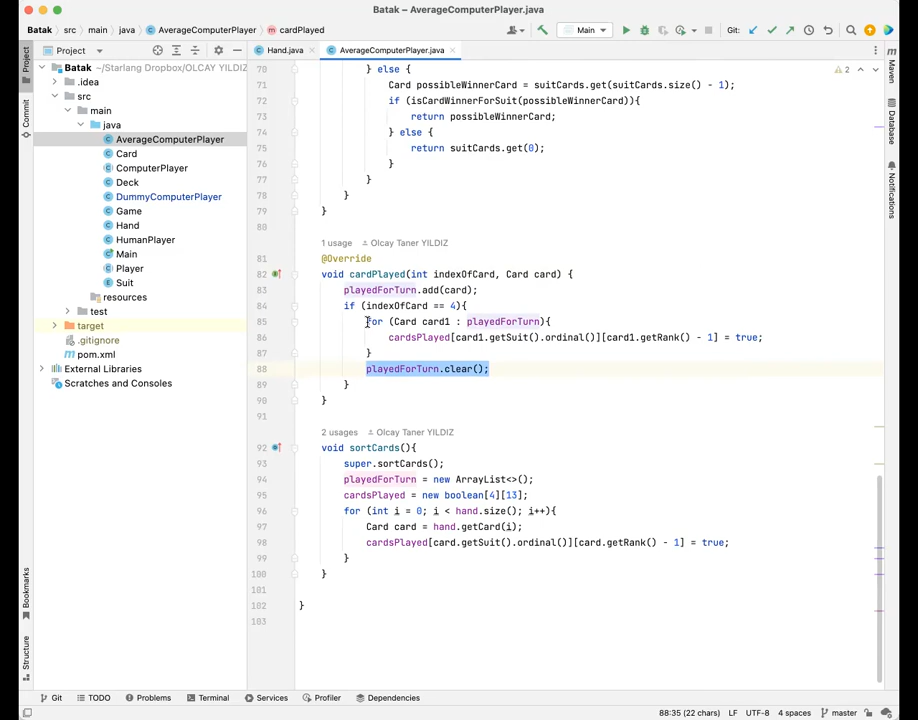 Batak – AverageComputerPlayer.java
Batak > src > main > java > AverageComputerPlayer > cardPlayed
Main
Git:
Project
Hand.java
AverageComputerPlayer.java
Batak ~/Starlang Dropbox/OLCAY YILDIZ
.idea
src
main
java
AverageComputerPlayer
Card
ComputerPlayer
Deck
DummyComputerPlayer
Game
Hand
HumanPlayer
Main
Player
Suit
resources
test
target
.gitignore
pom.xml
External Libraries
Scratches and Consoles
Project
Commit
Bookmarks
Structure
2
70 } else {
71 Card possibleWinnerCard = suitCards.get(suitCards.size() - 1);
72 if (isCardWinnerForSuit(possibleWinnerCard)){
73 return possibleWinnerCard;
74 } else {
75 return suitCards.get(0);
76 }
77 }
78 }
79 }
80
1 usage Olcay Taner YILDIZ
81 @Override
82 void cardPlayed(int indexOfCard, Card card) {
83 playedForTurn.add(card);
84 if (indexOfCard == 4){
85 for (Card card1 : playedForTurn){
86 cardsPlayed[card1.getSuit().ordinal()][card1.getRank() - 1] = true;
87 }
88 playedForTurn.clear();
89 }
90 }
91
2 usages Olcay Taner YILDIZ
92 void sortCards(){
93 super.sortCards();
94 playedForTurn = new ArrayList<>();
95 cardsPlayed = new boolean[4][13];
96 for (int i = 0; i < hand.size(); i++){
97 Card card = hand.getCard(i);
98 cardsPlayed[card.getSuit().ordinal()][card.getRank() - 1] = true;
99 }
100 }
101
102 }
103
Maven
Database
Notifications
Git TODO Problems Terminal Services Profiler Dependencies
88:35 (22 chars) LF UTF-8 4 spaces master